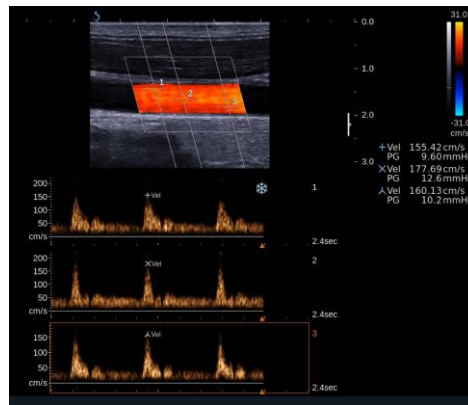 31.0
0.0
1.0
2.0
-31.0
cm/s
3.0
1
2
3
+Vel 155.42cm/s
PG 9.60mmHg
×Vel 177.69cm/s
PG 12.6mmH
Vel 160.13cm/s
PG 10.2mmH
200
150
100
50
cm/s
+Vel
1
2.4sec
200
150
100
50
cm/s
×Vel
2
2.4sec
150
100
50
cm/s
Vel
3
2.4sec